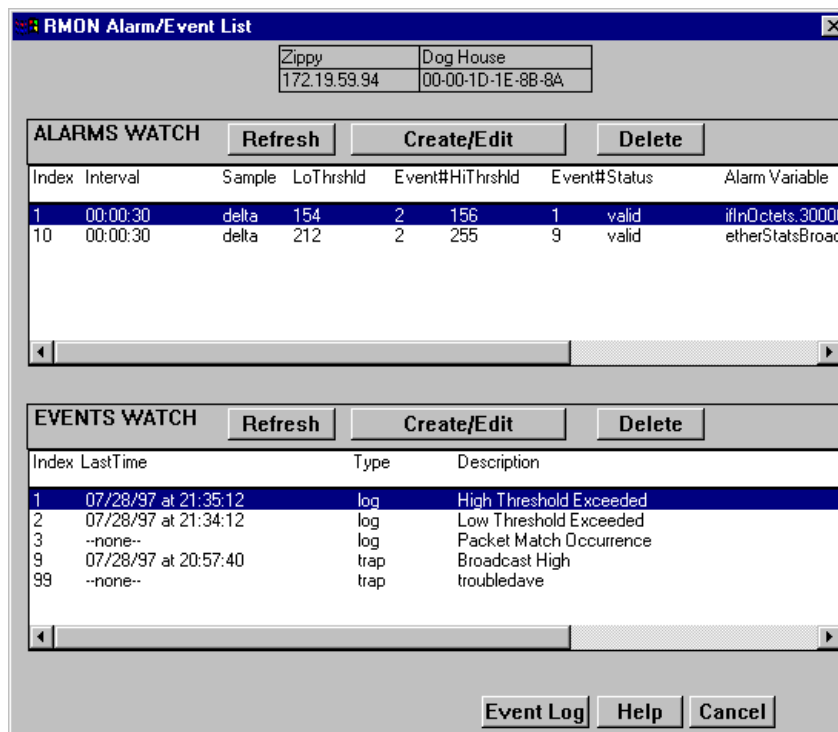 RMON Alarm/Event List
Zippy Dog House
172.19.59.94 00-00-1D-1E-8B-8A
ALARMS WATCH Refresh Create/Edit Delete
Index Interval Sample LoThrshld Event#HiThrshld Event#Status Alarm Variable
1 00:00:30 delta 154 2 156 1 valid ifInOctets.3000
10 00:00:30 delta 212 2 255 9 valid etherStatsBroad
EVENTS WATCH Refresh Create/Edit Delete
Index LastTime Type Description
1 07/28/97 at 21:35:12 log High Threshold Exceeded
2 07/28/97 at 21:34:12 log Low Threshold Exceeded
3 --none-- log Packet Match Occurrence
9 07/28/97 at 20:57:40 trap Broadcast High
99 --none-- trap troubledave
Event Log Help Cancel